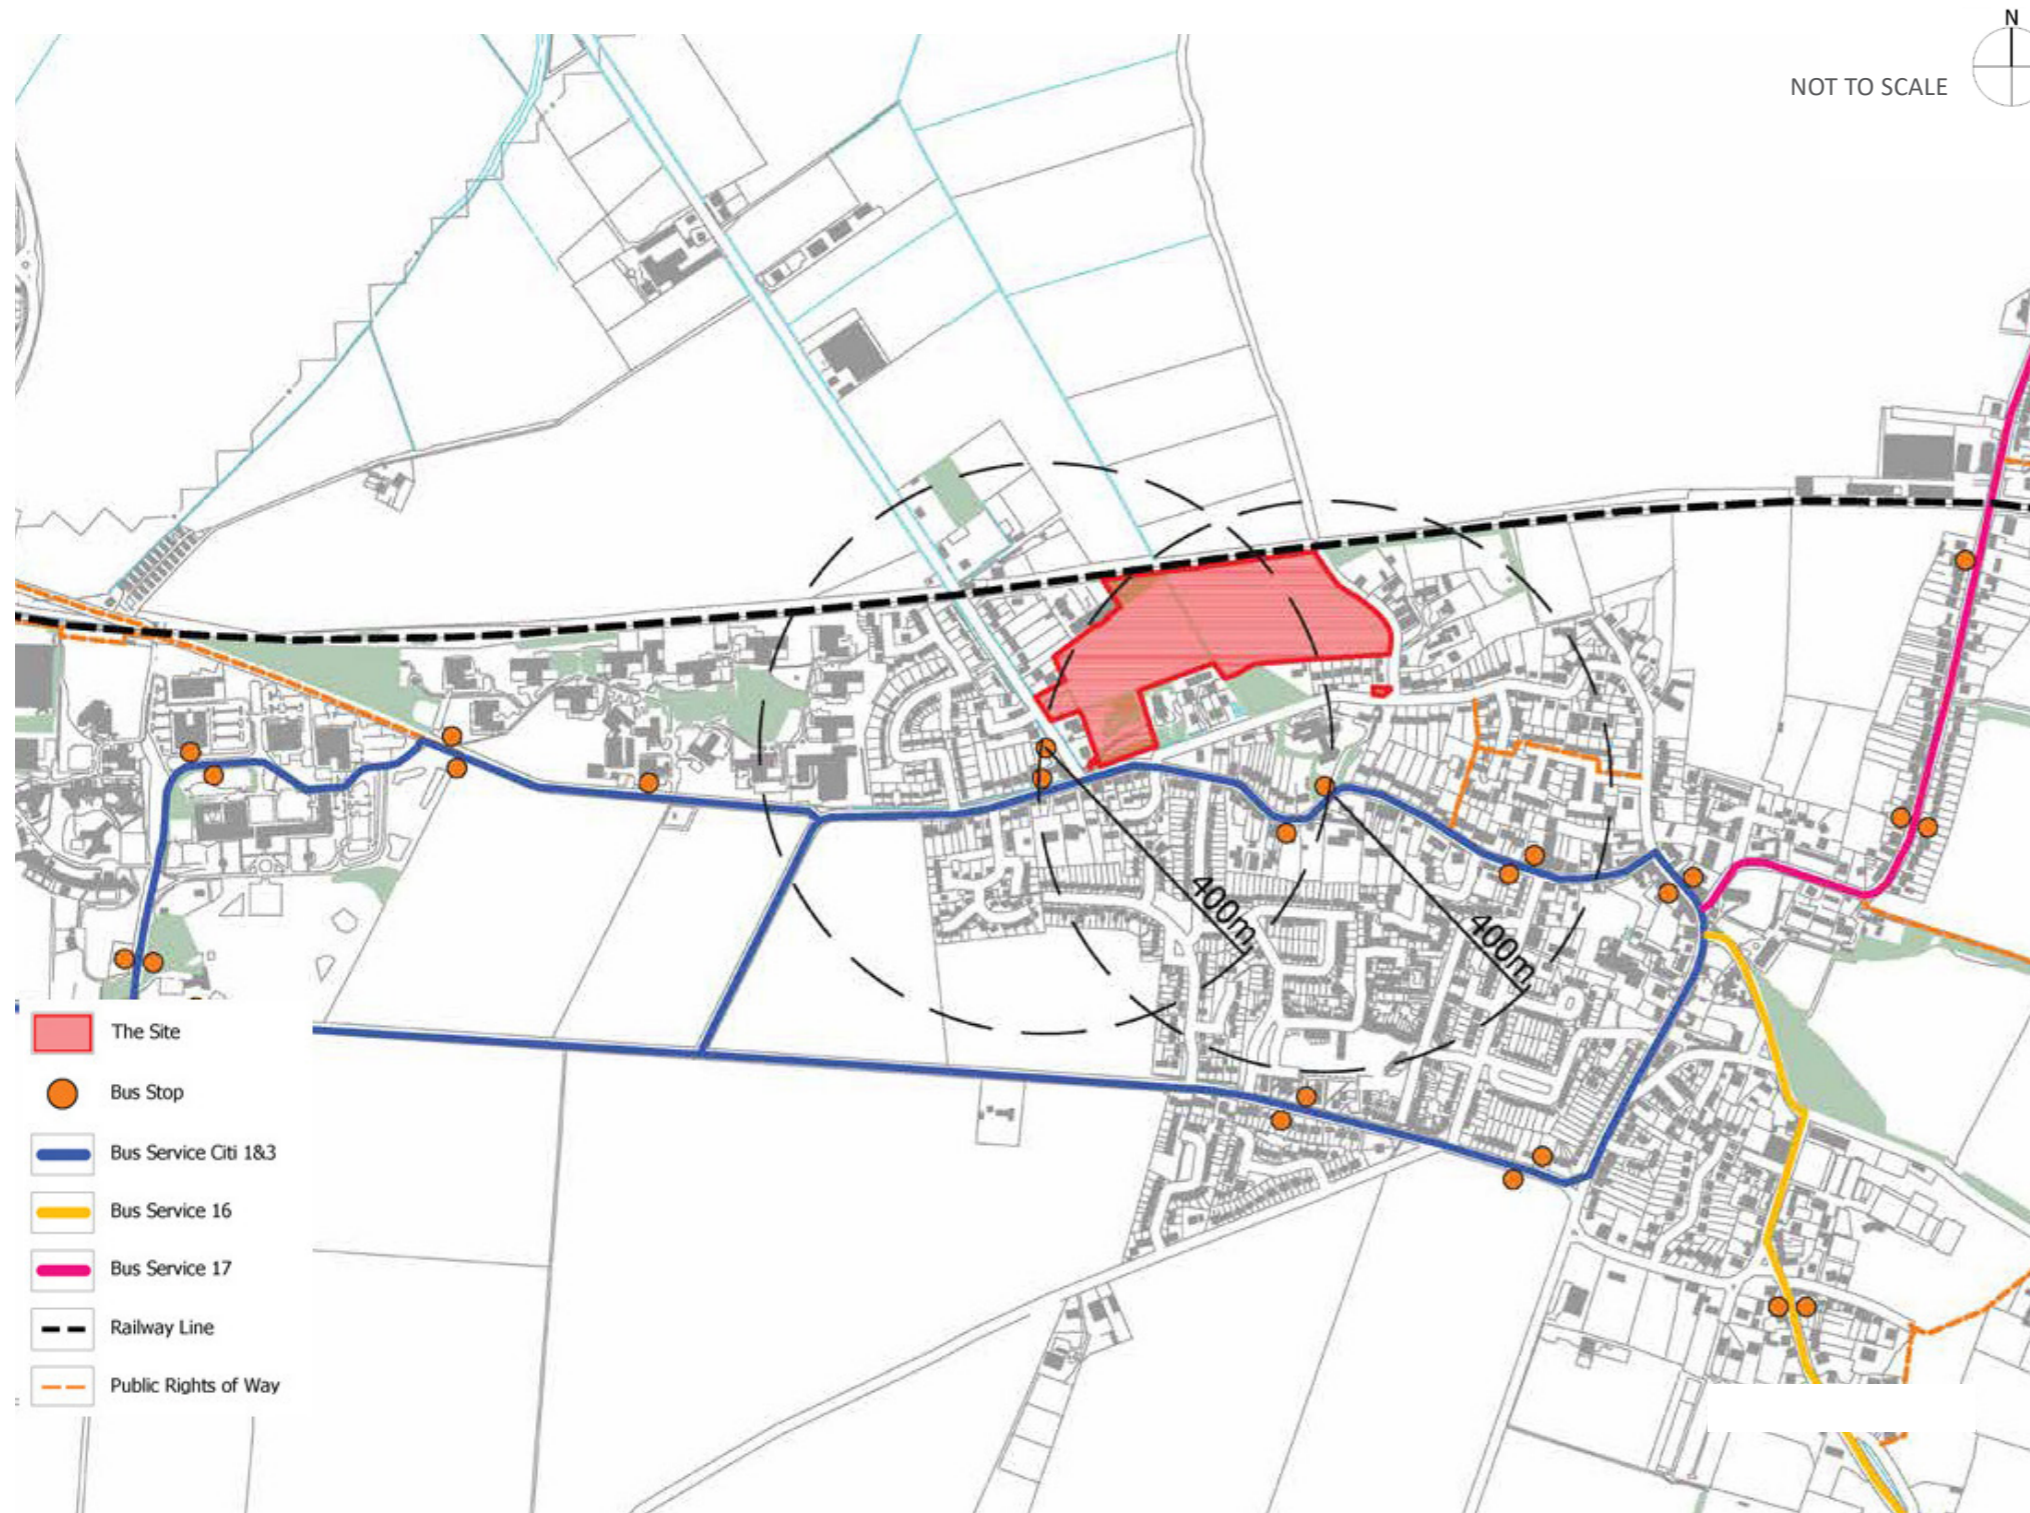 N
NOT TO SCALE
400m
400m
The Site
Bus Stop
Bus Service Citi 1&3
Bus Service 16
Bus Service 17
Railway Line
Public Rights of Way